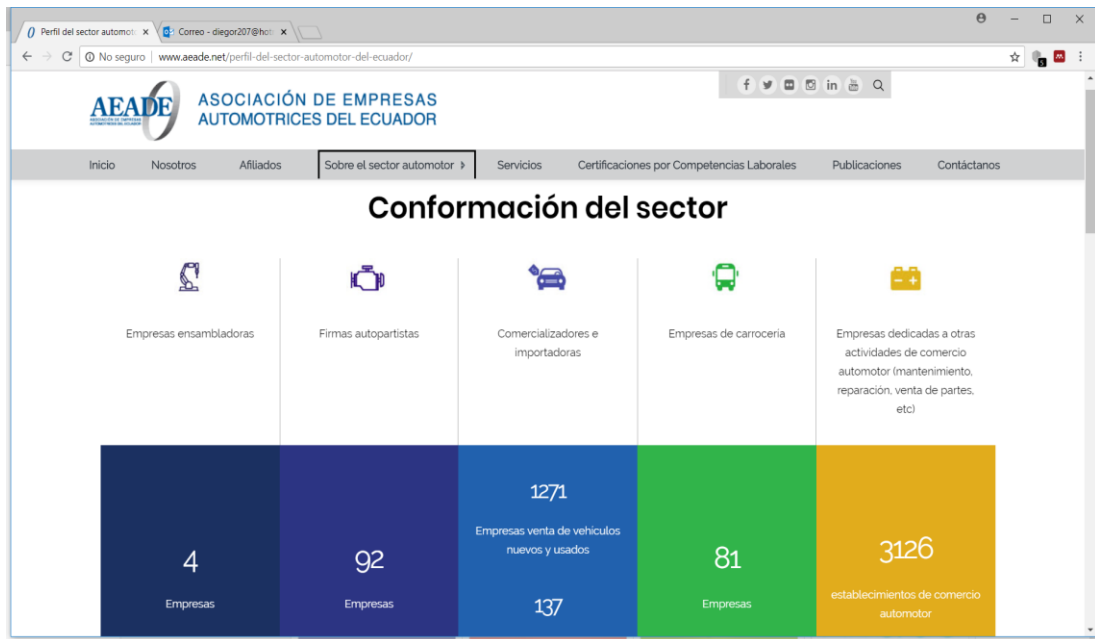 Perfil del sector automot
Correo - diegor207@hot
No seguro
www.aeade.net/perfil-del-sector-automotor-del-ecuador/
5
AEADE
ASOCIACIÓN DE EMPRESAS
AUTOMOTRICES DEL ECUADOR
Inicio
Nosotros
Afiliados
Sobre el sector automotor
Servicios
Certificaciones por Competencias Laborales
Publicaciones
Contáctanos
Conformación del sector
Empresas ensambladoras
Firmas autopartistas
Comercializadores e
importadoras
Empresas de carrocería
Empresas dedicadas a otras
actividades de comercio
automotor (mantenimiento,
reparación, venta de partes,
etc)
4
Empresas
92
Empresas
1271
Empresas venta de vehículos
nuevos y usados
137
81
Empresas
3126
establecimientos de comercio
automotor